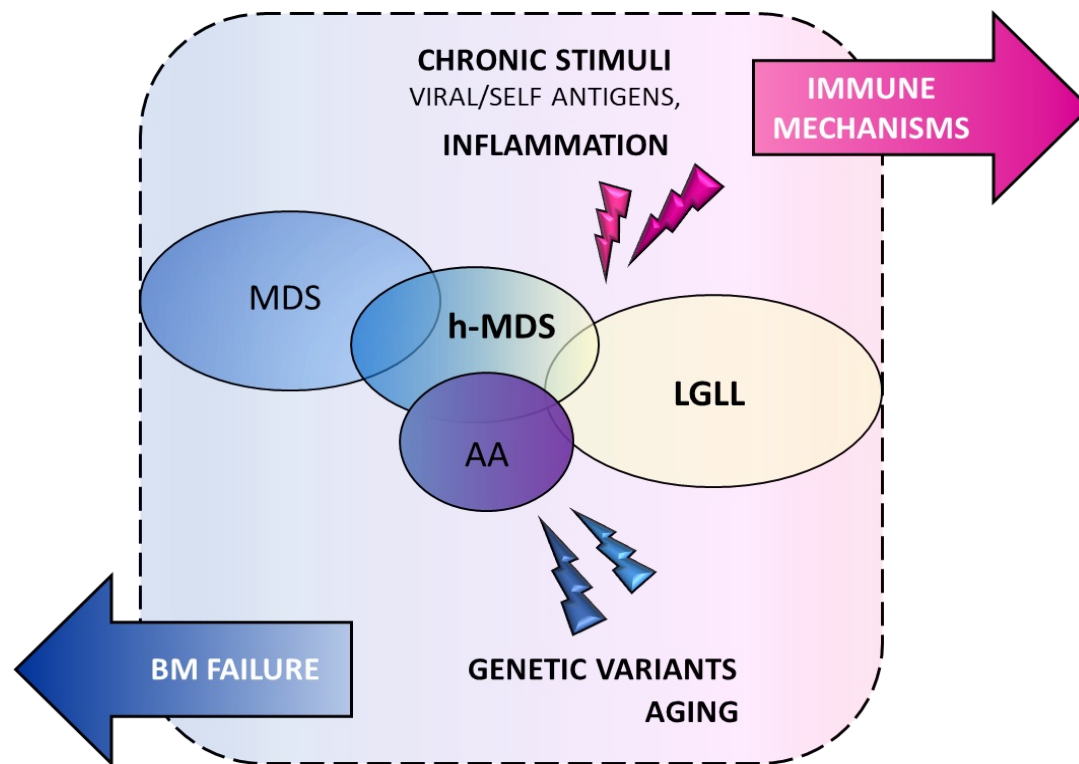 CHRONIC STIMULI
VIRAL/SELF ANTIGENS,
INFLAMMATION
IMMUNE
MECHANISMS
MDS
h-MDS
LGLL
AA
BM FAILURE
GENETIC VARIANTS
AGING